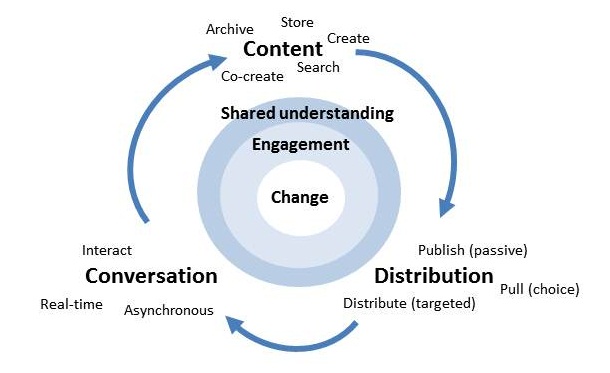 Store
Archive
Create
Content
Search
Co-create
Shared understanding
Engagement
Change
Interact
Publish (passive)
Conversation
Distribution
Pull (choice)
Real-time
Asynchronous
Distribute (targeted)